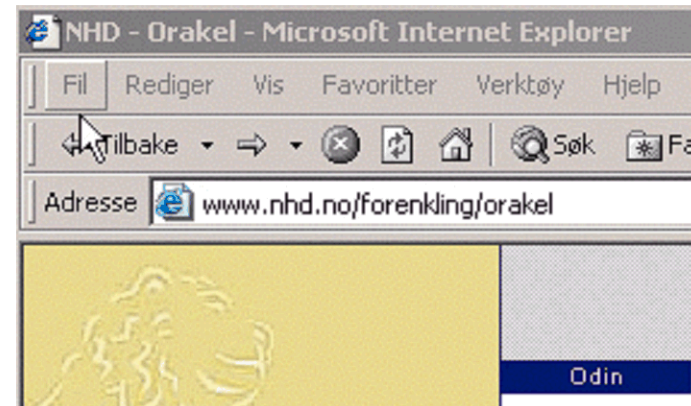 NHD - Orakel - Microsoft Internet Explorer
Fil Rediger Vis Favoritter Verktøy Hjelp
Tilbake Søk Fa
Adresse www.nhd.no/forenkling/orakel
Odin